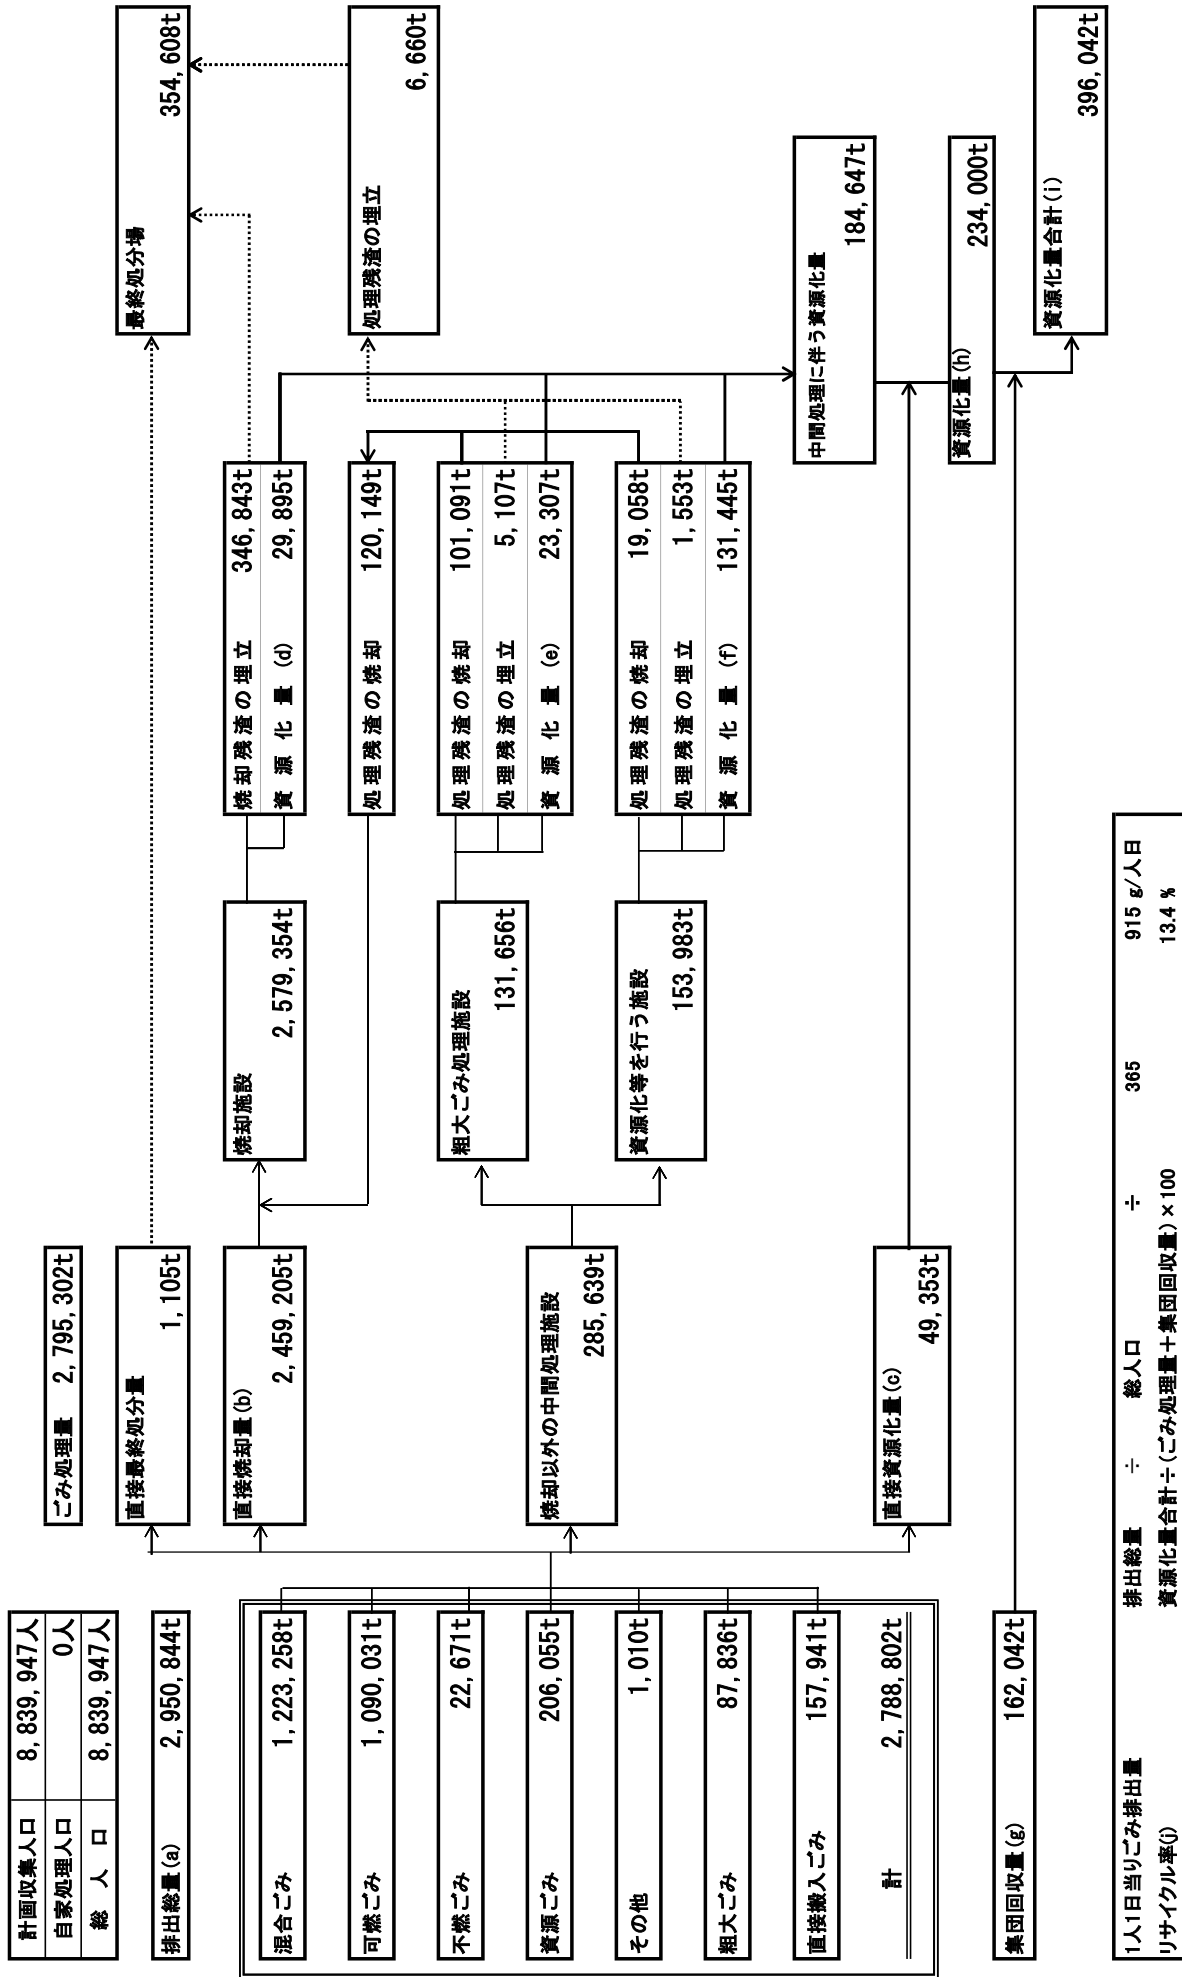 計画収集人口 8,839,947人
自家処理人口 0人
総人口 8,839,947人
排出総量(a) 2,950,844t
混合ごみ 1,223,258t
可燃ごみ 1,090,031t
不燃ごみ 22,671t
資源ごみ 206,055t
その他 1,010t
粗大ごみ 87,836t
直接搬入ごみ 157,941t
計 2,788,802t
集団回収量(g) 162,042t
ごみ処理量 2,795,302t
直接最終処分量
1,105t
直接焼却量(b)
2,459,205t
焼却以外の中間処理施設
285,639t
直接資源化量(c)
49,353t
焼却施設
2,579,354t
粗大ごみ処理施設
131,656t
資源化等を行う施設
153,983t
焼却残渣の埋立 346,843t
資源化量(d) 29,895t
処理残渣の焼却 120,149t
処理残渣の焼却 101,091t
処理残渣の埋立 5,107t
資源化量(e) 23,307t
処理残渣の焼却 19,058t
処理残渣の埋立 1,553t
資源化量(f) 131,445t
最終処分場
354,608t
処理残渣の埋立
6,660t
中間処理に伴う資源化量
184,647t
資源化量(h)
234,000t
資源化量合計(i)
396,042t
1人1日当りごみ排出量 排出総量 ÷ 総人口 ÷ 365 915 g/人日
リサイクル率(j) 資源化量合計÷(ごみ処理量+集団回収量)×100 13.4 %